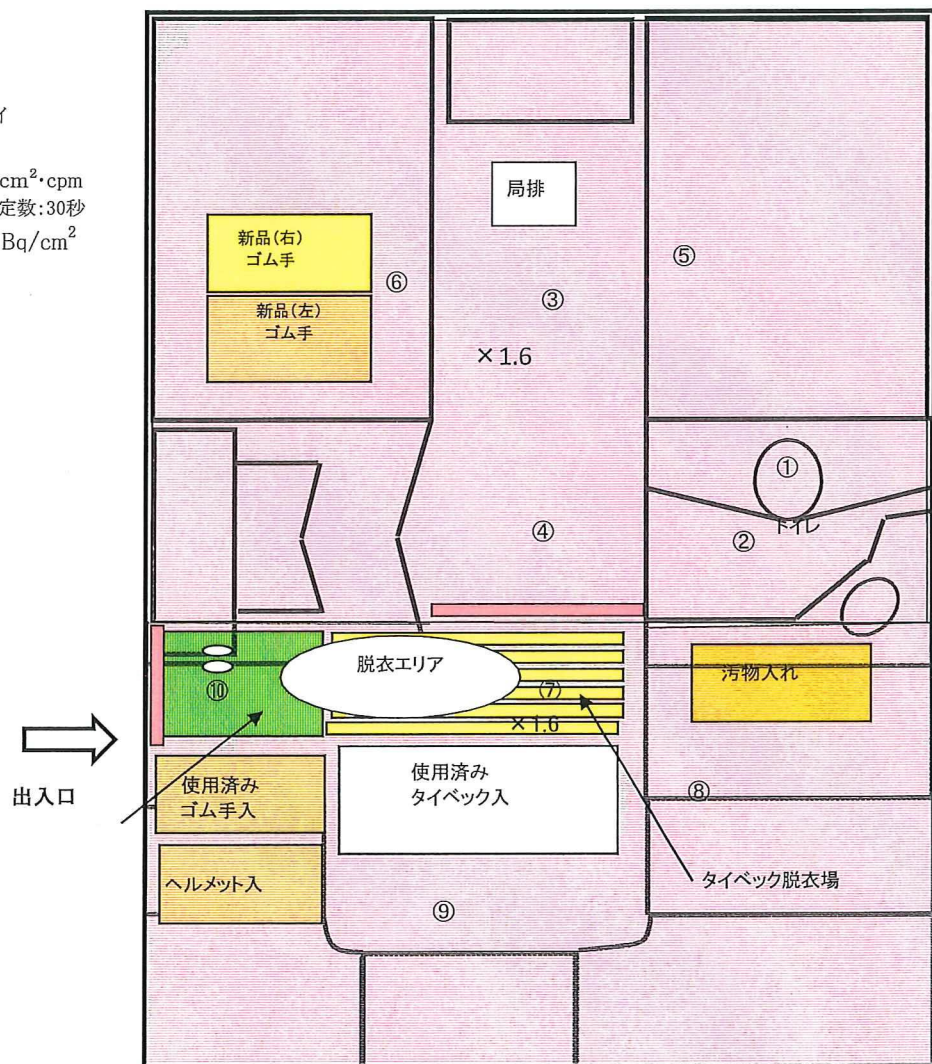 イ
cm²・cpm
定数:30秒
Bq/cm²
局排
新品(右)
ゴム手
⑥
⑤
③
新品(左)
ゴム手
×1.6
①
トイレ
④
②
脱衣エリア
汚物入れ
⑩
⑦
×1.6
出入口
使用済み
ゴム手入
使用済み
タイベック入
⑧
ヘルメット入
タイベック脱衣場
⑨